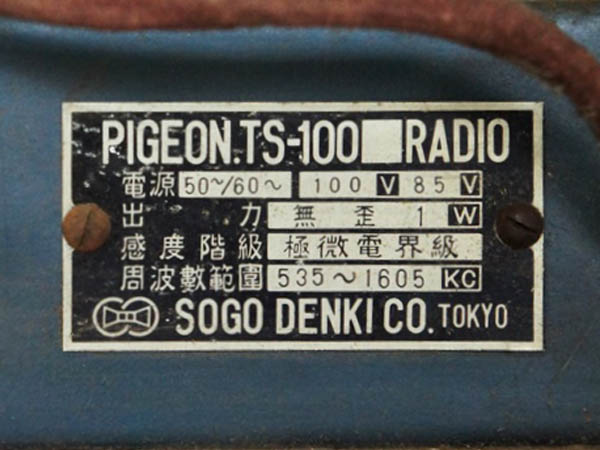 PIGEON.TS-100 RADIO
電源 50～/60～ 100 V 85 V
出力 無歪 1 W
感度階級 極微電界級
周波數範圍 535～1605 KC
SOGO DENKI CO. TOKYO